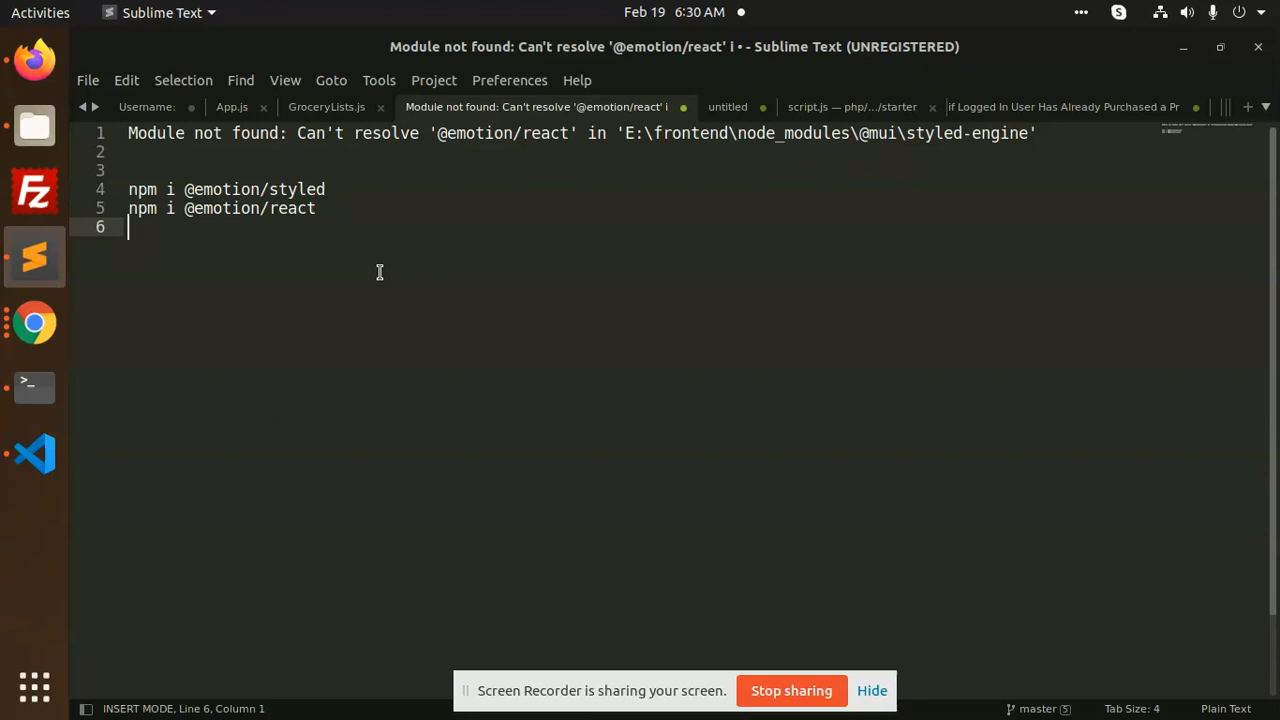 Activities
Sublime Text
Feb 19 6:30 AM
Module not found: Can't resolve '@emotion/react' i • - Sublime Text (UNREGISTERED)
File Edit Selection Find View Goto Tools Project Preferences Help
Username: App.js GroceryLists.js Module not found: Can't resolve '@emotion/react' i untitled script.js — php/.../starter if Logged In User Has Already Purchased a Pr
1 Module not found: Can't resolve '@emotion/react' in 'E:\frontend\node_modules\@mui\styled-engine'
2
3
4 npm i @emotion/styled
5 npm i @emotion/react
6
Fz
S
>_
Screen Recorder is sharing your screen. Stop sharing Hide
INSERT MODE, Line 6, Column 1 master 5 Tab Size: 4 Plain Text